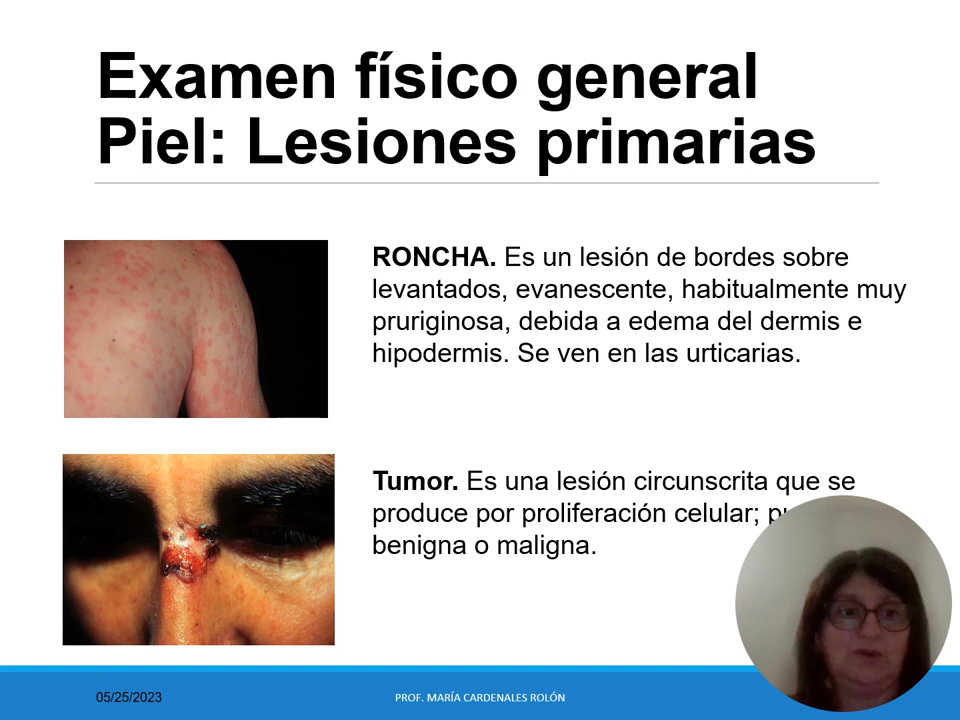 Examen físico general
Piel: Lesiones primarias
RONCHA. Es un lesión de bordes sobre
levantados, evanescente, habitualmente muy
pruriginosa, debida a edema del dermis e
hipodermis. Se ven en las urticarias.
Tumor. Es una lesión circunscrita que se
produce por proliferación celular;
benigna o maligna.
05/25/2023
PROF. MARÍA CARDENALES ROLÓN